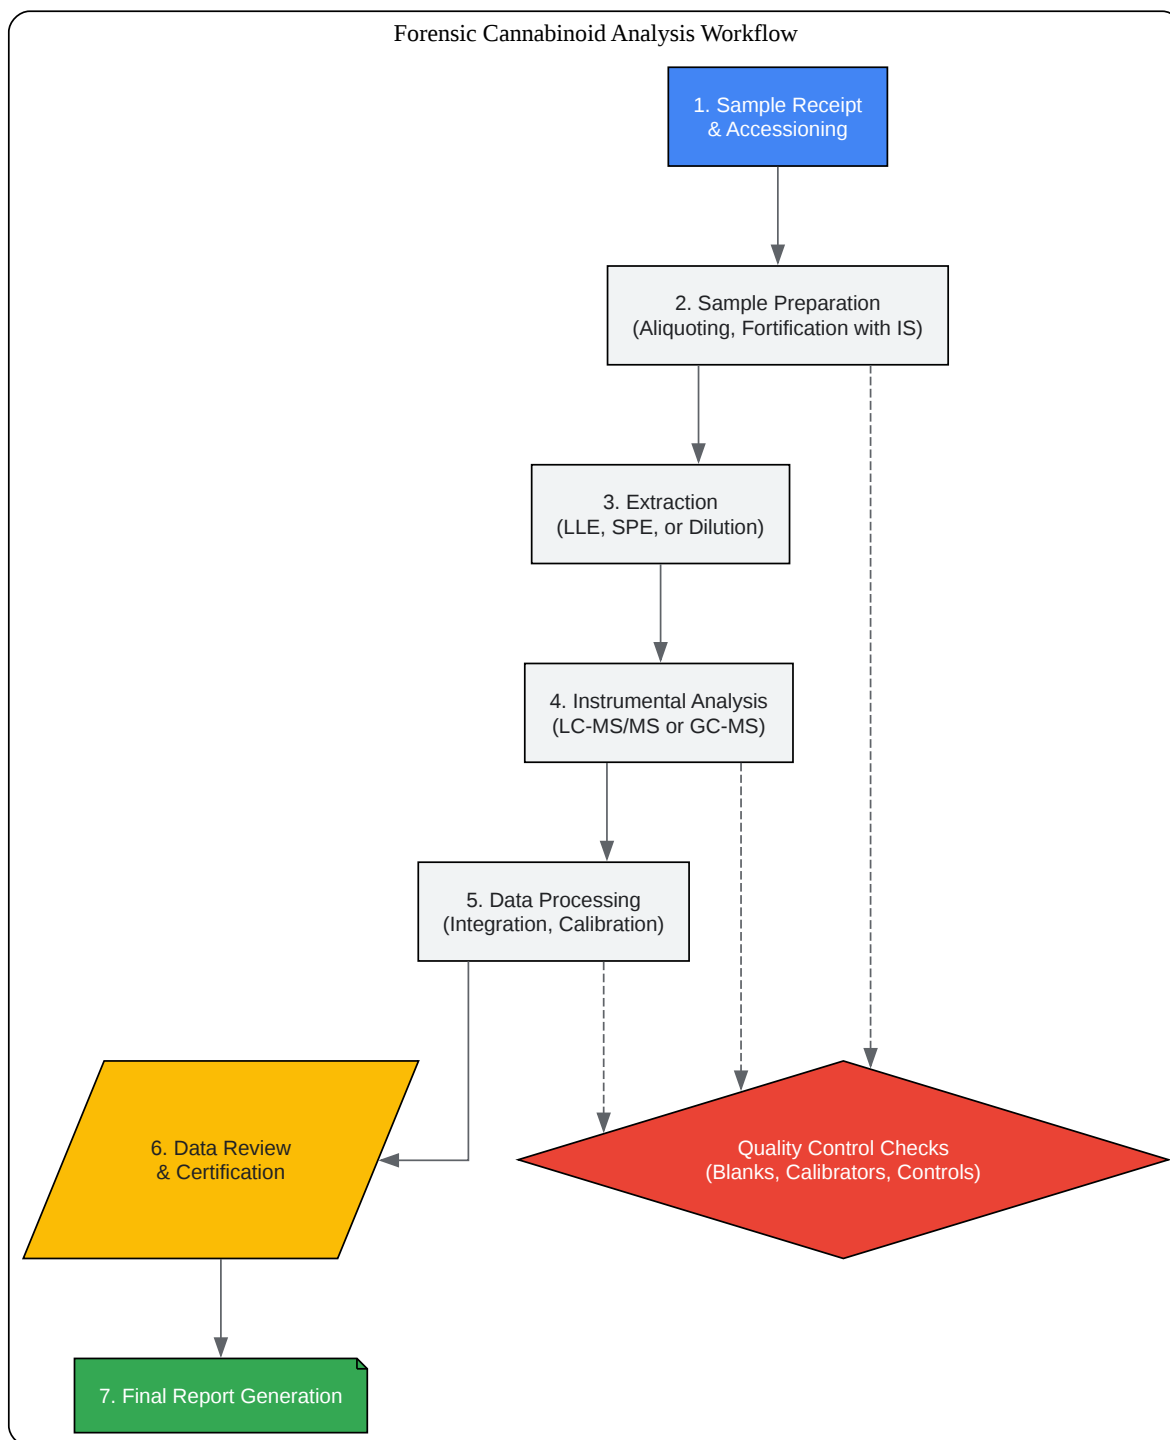 Forensic Cannabinoid Analysis Workflow
1. Sample Receipt
& Accessioning
2. Sample Preparation
(Aliquoting, Fortification with IS)
3. Extraction
(LLE, SPE, or Dilution)
4. Instrumental Analysis
(LC-MS/MS or GC-MS)
5. Data Processing
(Integration, Calibration)
6. Data Review
& Certification
Quality Control Checks
(Blanks, Calibrators, Controls)
7. Final Report Generation